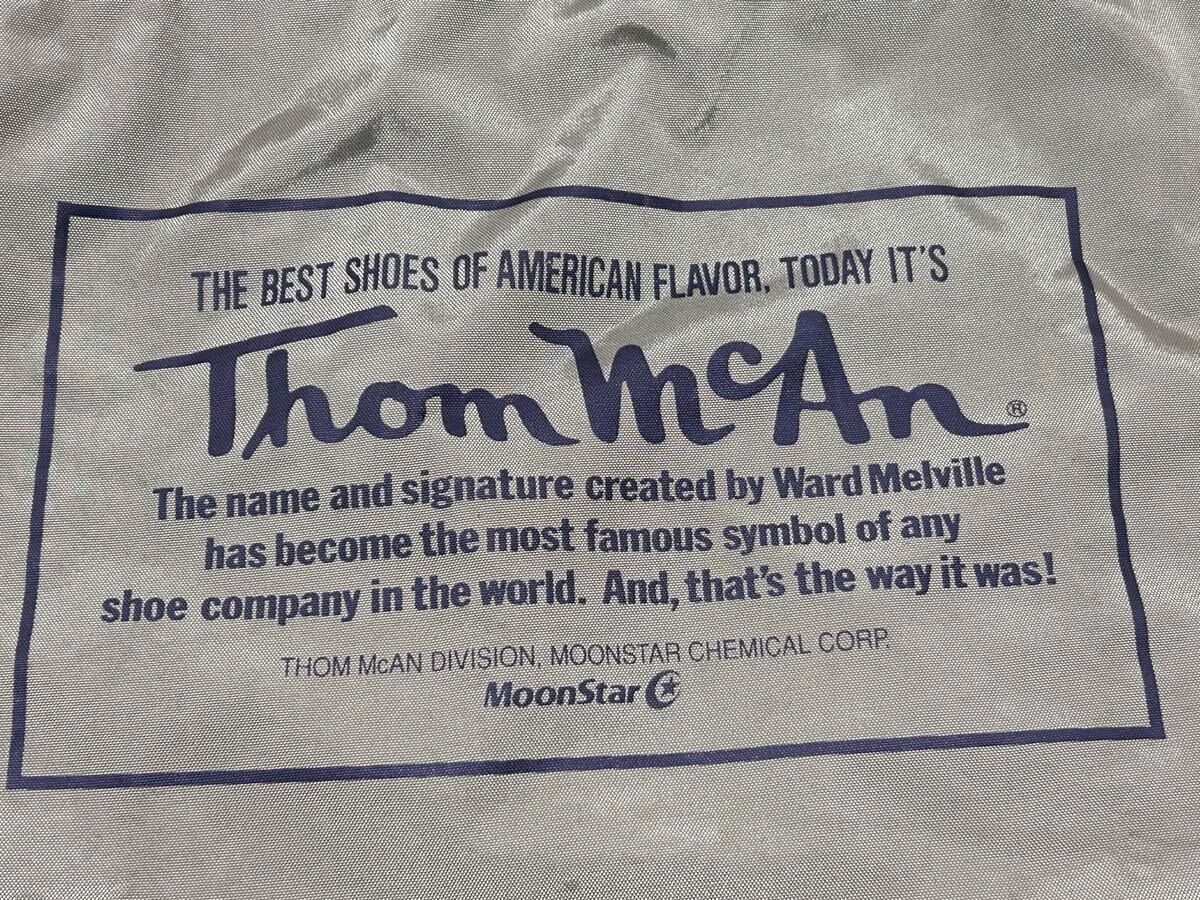 THE BEST SHOES OF AMERICAN FLAVOR, TODAY IT'S
Thom McAn®
The name and signature created by Ward Melville
has become the most famous symbol of any
shoe company in the world. And, that's the way it was!
THOM McAN DIVISION, MOONSTAR CHEMICAL CORP.
MoonStar